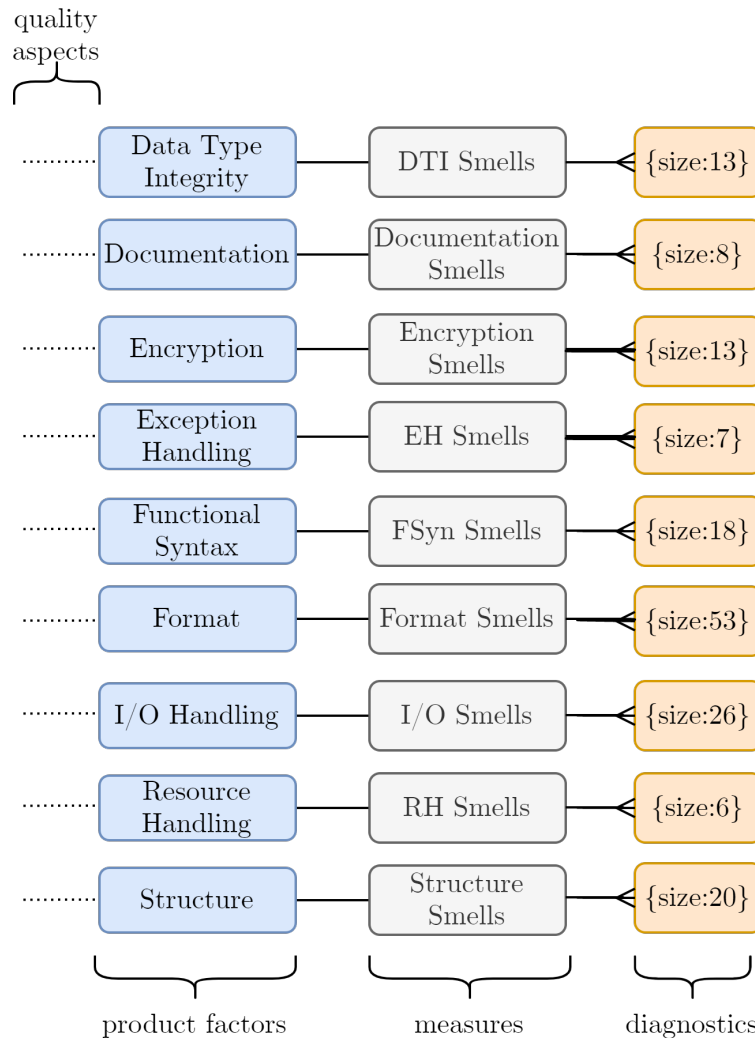 quality
aspects
Data Type
Integrity
DTI Smells
{size:13}
Documentation
Documentation
Smells
{size:8}
Encryption
Encryption
Smells
{size:13}
Exception
Handling
EH Smells
{size:7}
Functional
Syntax
FSyn Smells
{size:18}
Format
Format Smells
{size:53}
I/O Handling
I/O Smells
{size:26}
Resource
Handling
RH Smells
{size:6}
Structure
Structure
Smells
{size:20}
product factors
measures
diagnostics